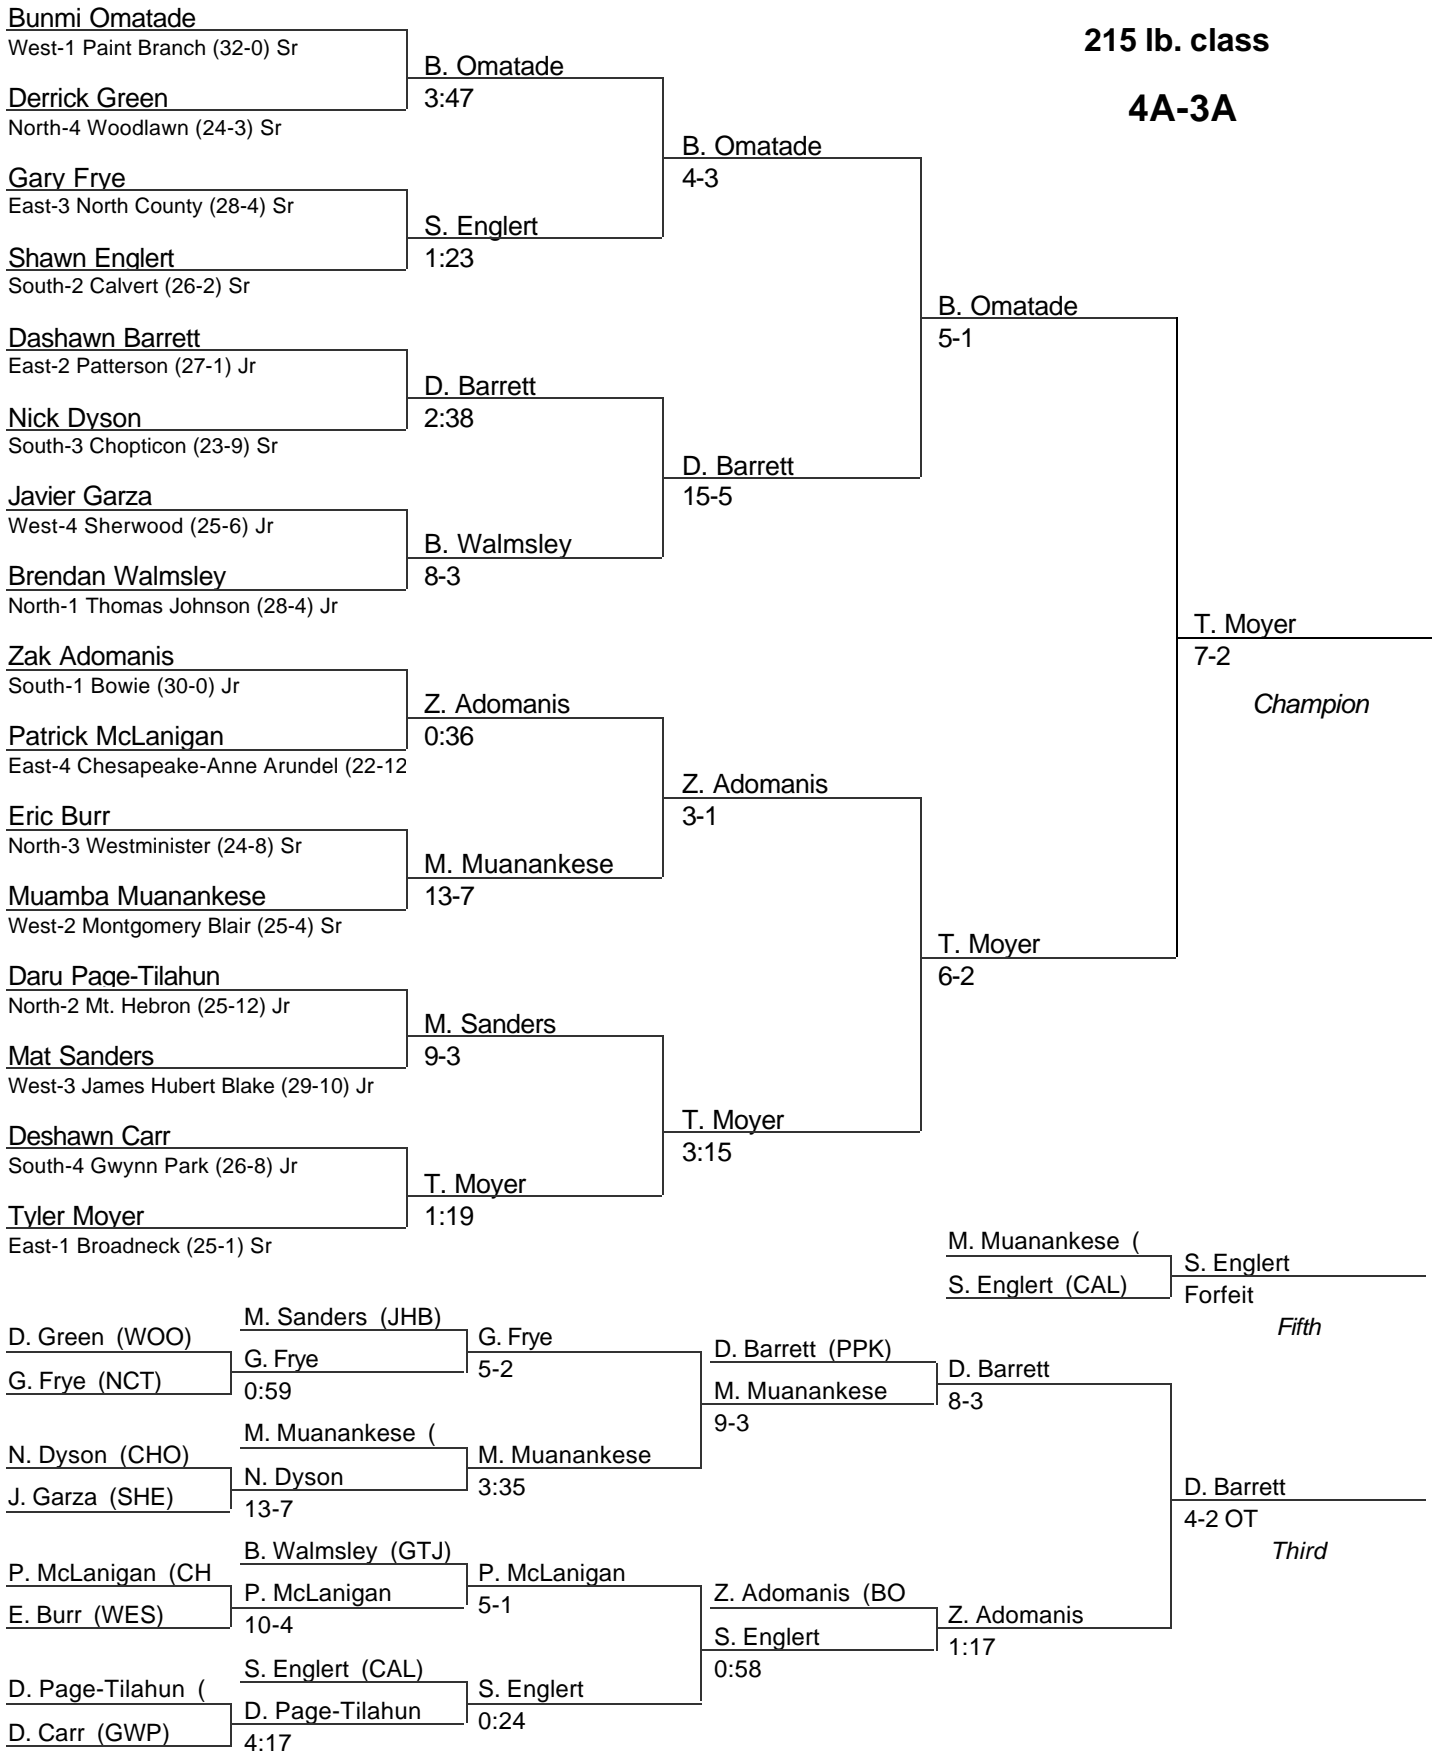 215 lb. class
4A-3A
Bunmi Omatade
West-1 Paint Branch (32-0) Sr
B. Omatade
3:47
Derrick Green
North-4 Woodlawn (24-3) Sr
B. Omatade
4-3
Gary Frye
East-3 North County (28-4) Sr
S. Englert
1:23
Shawn Englert
South-2 Calvert (26-2) Sr
B. Omatade
5-1
Dashawn Barrett
East-2 Patterson (27-1) Jr
D. Barrett
2:38
Nick Dyson
South-3 Chopticon (23-9) Sr
D. Barrett
15-5
Javier Garza
West-4 Sherwood (25-6) Jr
B. Walmsley
8-3
Brendan Walmsley
North-1 Thomas Johnson (28-4) Jr
T. Moyer
7-2
Champion
Zak Adomanis
South-1 Bowie (30-0) Jr
Z. Adomanis
0:36
Patrick McLanigan
East-4 Chesapeake-Anne Arundel (22-12
Z. Adomanis
3-1
Eric Burr
North-3 Westminister (24-8) Sr
M. Muanankese
13-7
Muamba Muanankese
West-2 Montgomery Blair (25-4) Sr
T. Moyer
6-2
Daru Page-Tilahun
North-2 Mt. Hebron (25-12) Jr
M. Sanders
9-3
Mat Sanders
West-3 James Hubert Blake (29-10) Jr
T. Moyer
3:15
Deshawn Carr
South-4 Gwynn Park (26-8) Jr
T. Moyer
1:19
Tyler Moyer
East-1 Broadneck (25-1) Sr
M. Muanankese (
S. Englert (CAL)
S. Englert
Forfeit
Fifth
D. Green (WOO)
G. Frye (NCT)
M. Sanders (JHB)
G. Frye
0:59
G. Frye
5-2
N. Dyson (CHO)
J. Garza (SHE)
M. Muanankese (
N. Dyson
13-7
M. Muanankese
3:35
D. Barrett (PPK)
M. Muanankese
9-3
D. Barrett
8-3
D. Barrett
4-2 OT
Third
P. McLanigan (CH
E. Burr (WES)
B. Walmsley (GTJ)
P. McLanigan
10-4
P. McLanigan
5-1
D. Page-Tilahun (
D. Carr (GWP)
S. Englert (CAL)
D. Page-Tilahun
4:17
S. Englert
0:24
Z. Adomanis (BO
S. Englert
0:58
Z. Adomanis
1:17